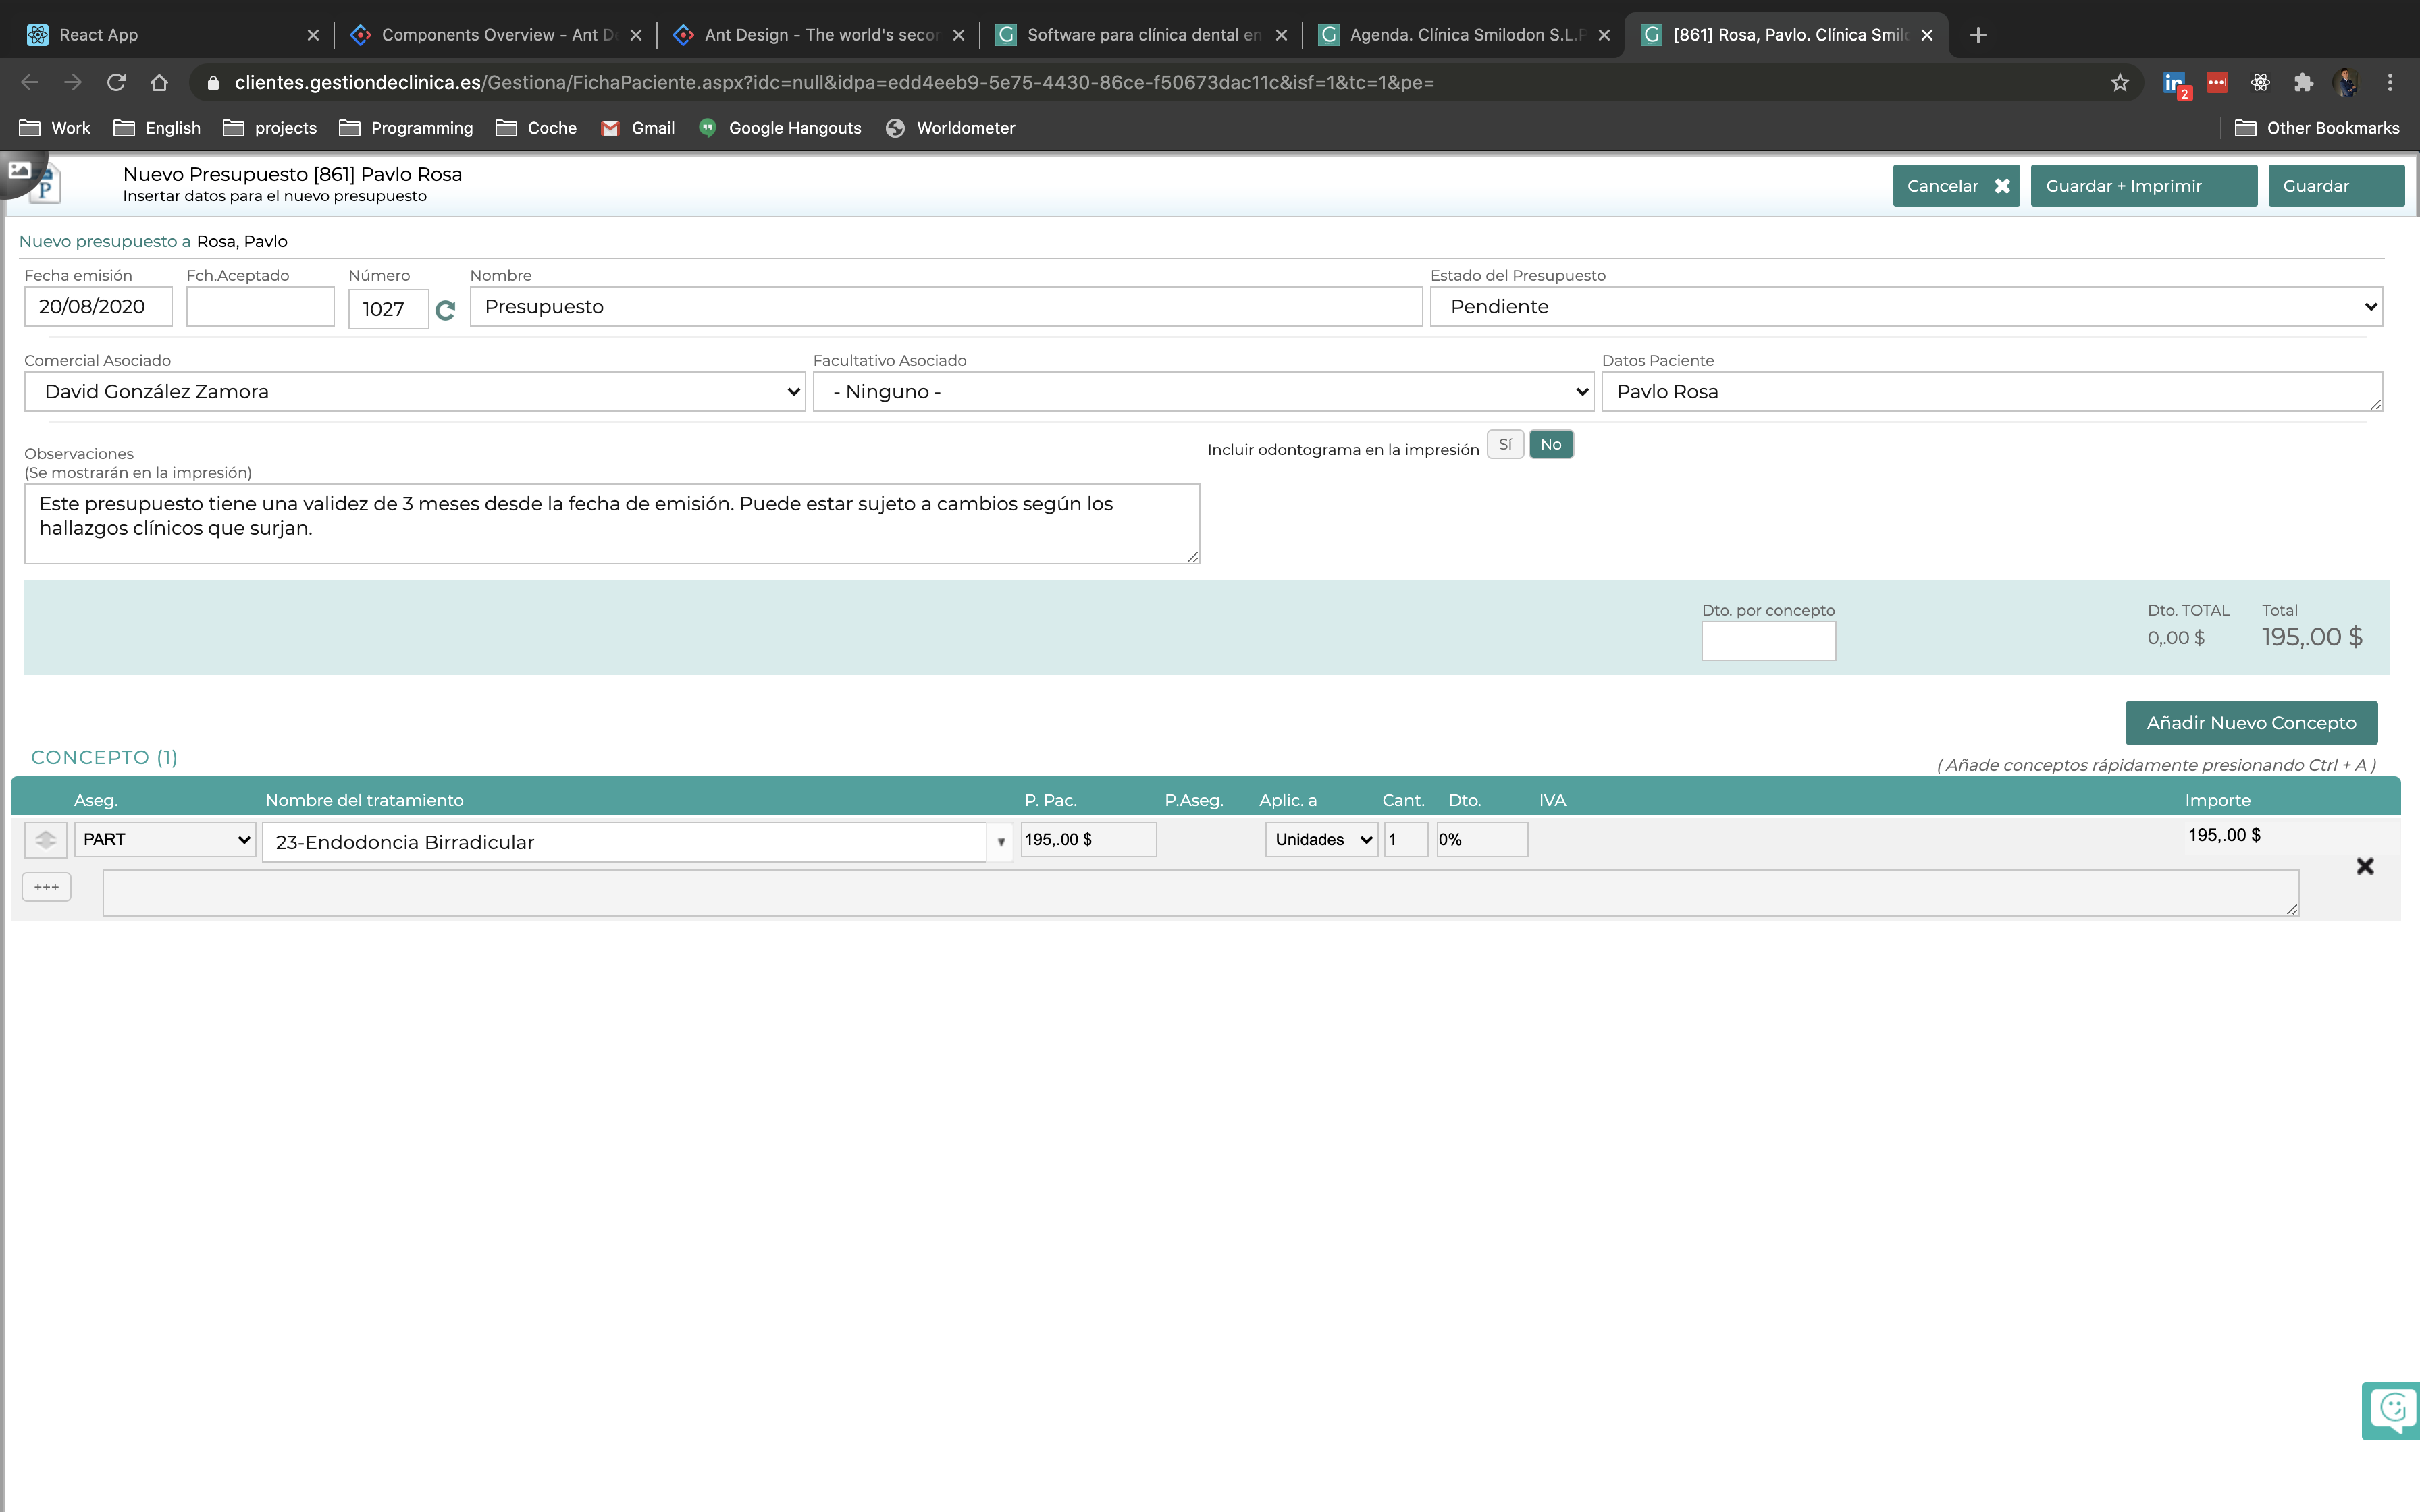 React App
Components Overview - Ant D
Ant Design - The world's secon
Software para clínica dental en
Agenda. Clínica Smilodon S.L.P
[861] Rosa, Pavlo. Clínica Smilo
clientes.gestiondeclinica.es/Gestiona/FichaPaciente.aspx?idc=null&idpa=edd4eeb9-5e75-4430-86ce-f50673dac11c&isf=1&tc=1&pe=
2
Work English projects Programming Coche Gmail Google Hangouts Worldometer Other Bookmarks
P
Nuevo Presupuesto [861] Pavlo Rosa
Insertar datos para el nuevo presupuesto
Cancelar Guardar + Imprimir Guardar
Nuevo presupuesto a Rosa, Pavlo
Fecha emisión Fch.Aceptado Número Nombre Estado del Presupuesto
20/08/2020 1027 Presupuesto Pendiente
Comercial Asociado Facultativo Asociado Datos Paciente
David González Zamora - Ninguno - Pavlo Rosa
Incluir odontograma en la impresión Sí No
Observaciones
(Se mostrarán en la impresión)
Este presupuesto tiene una validez de 3 meses desde la fecha de emisión. Puede estar sujeto a cambios según los
hallazgos clínicos que surjan.
Dto. por concepto Dto. TOTAL Total
0,.00 $ 195,.00 $
Añadir Nuevo Concepto
CONCEPTO (1)
( Añade conceptos rápidamente presionando Ctrl + A )
Aseg. Nombre del tratamiento P. Pac. P.Aseg. Aplic. a Cant. Dto. IVA Importe
PART 23-Endodoncia Birradicular 195,.00 $ Unidades 1 0% 195,.00 $
+++